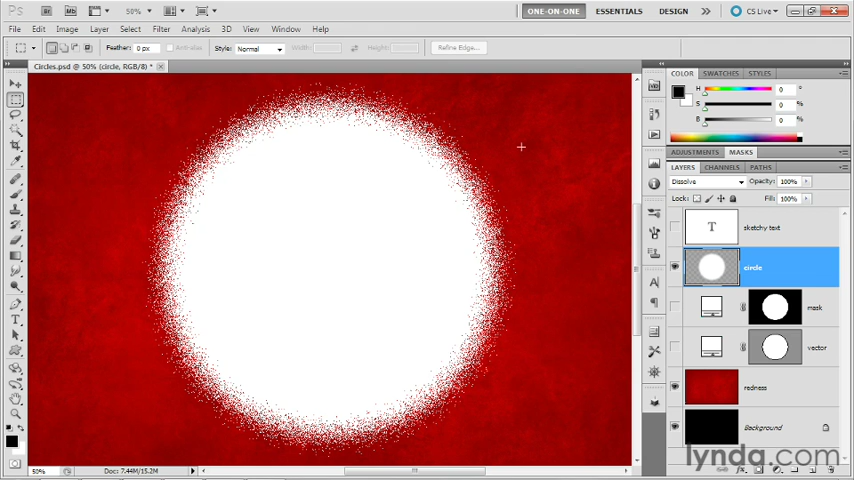 Ps Br Mb 50% ONE-ON-ONE ESSENTIALS DESIGN CS Live
File Edit Image Layer Select Filter Analysis 3D View Window Help
Feather: 0 px Anti-alias Style: Normal Width: Height: Refine Edge...
Circles.psd @ 50% (circle, RGB/8) *
COLOR SWATCHES STYLES
H 0 °
S 0 %
B 0 %
ADJUSTMENTS MASKS
LAYERS CHANNELS PATHS
Dissolve Opacity: 100%
Lock: Fill: 100%
T sketchy text
circle
mask
vector
redness
Background
50% Doc: 7.44M/15.2M
lynda.com